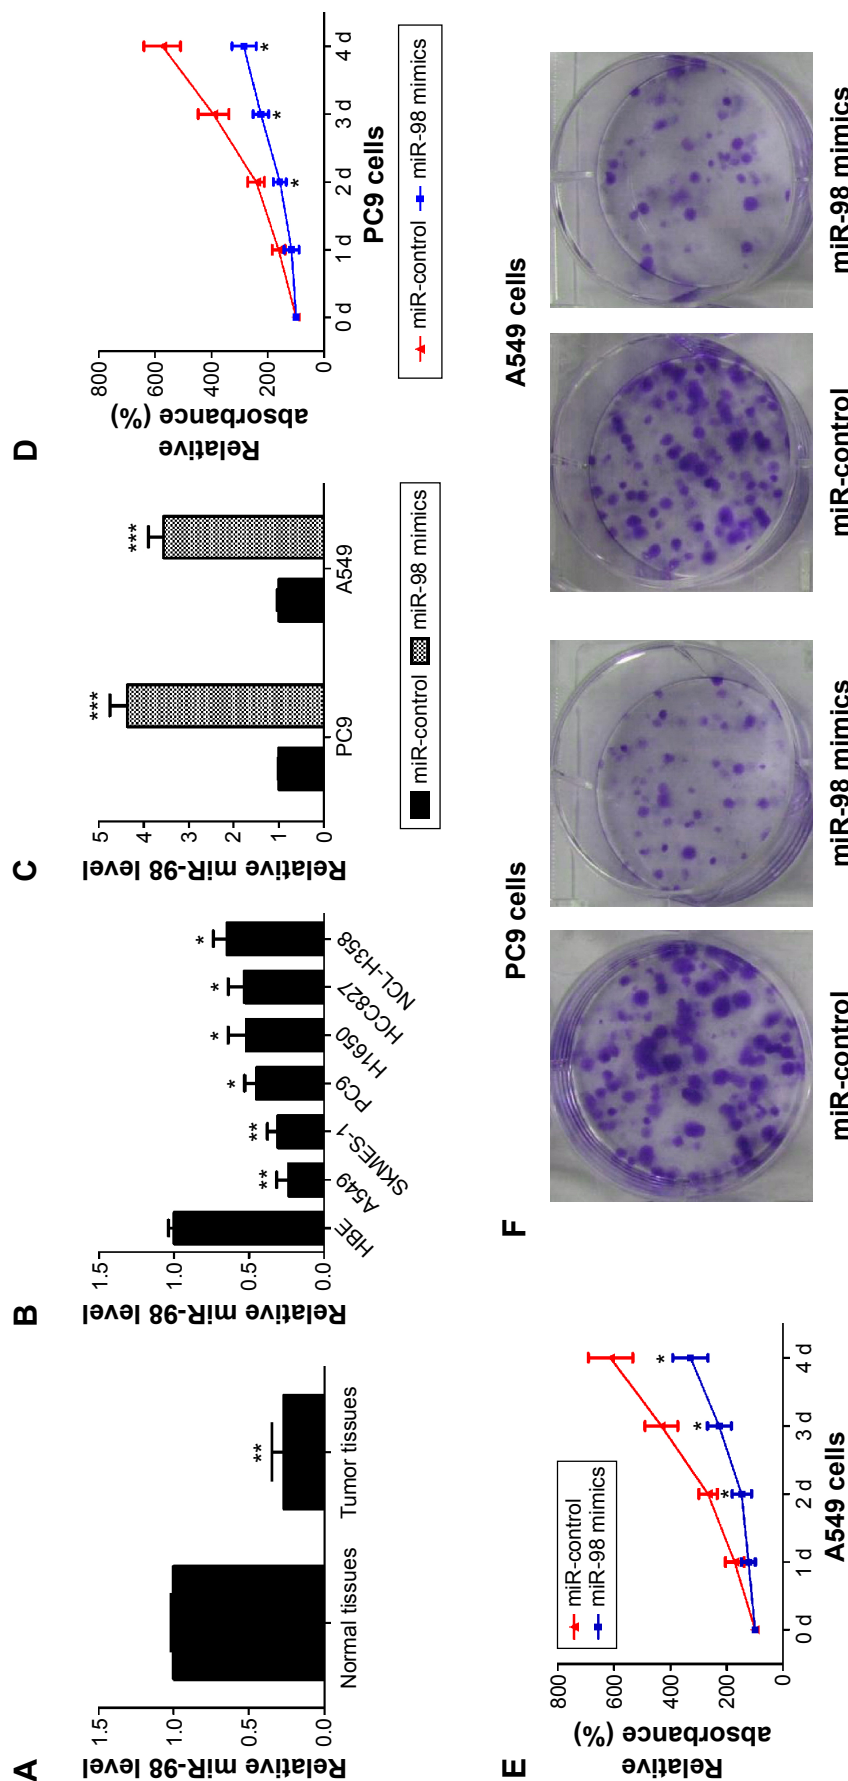 A
Relative miR-98 level
1.5
1.0
0.5
0.0
Normal tissues
Tumor tissues
**
B
Relative miR-98 level
1.5
1.0
0.5
0.0
HBE
A549
SKMES-1
PC9
H1650
HCC827
NCL-H358
**
**
*
*
*
*
C
Relative miR-98 level
5
4
3
2
1
0
PC9
A549
***
***
miR-control
miR-98 mimics
D
Relative
absorbance (%)
800
600
400
200
0
0 d
1 d
2 d
3 d
4 d
*
*
*
PC9 cells
miR-control
miR-98 mimics
E
Relative
absorbance (%)
800
600
400
200
0
miR-control
miR-98 mimics
*
*
*
0 d
1 d
2 d
3 d
4 d
A549 cells
F
PC9 cells
A549 cells
miR-control
miR-98 mimics
miR-control
miR-98 mimics